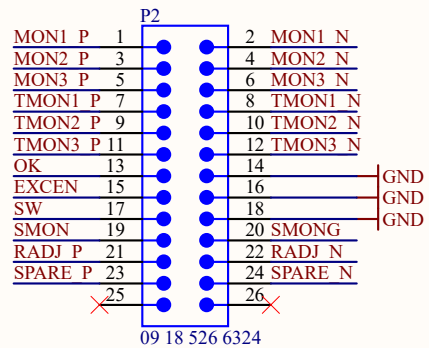 P2
MON1_P 1 2 MON1_N
MON2_P 3 4 MON2_N
MON3_P 5 6 MON3_N
TMON1_P 7 8 TMON1_N
TMON2_P 9 10 TMON2_N
TMON3_P 11 12 TMON3_N
OK 13 14 GND
EXCEN 15 16 GND
SW 17 18 GND
SMON 19 20 SMONG
RADJ_P 21 22 RADJ_N
SPARE_P 23 24 SPARE_N
25 26
09 18 526 6324